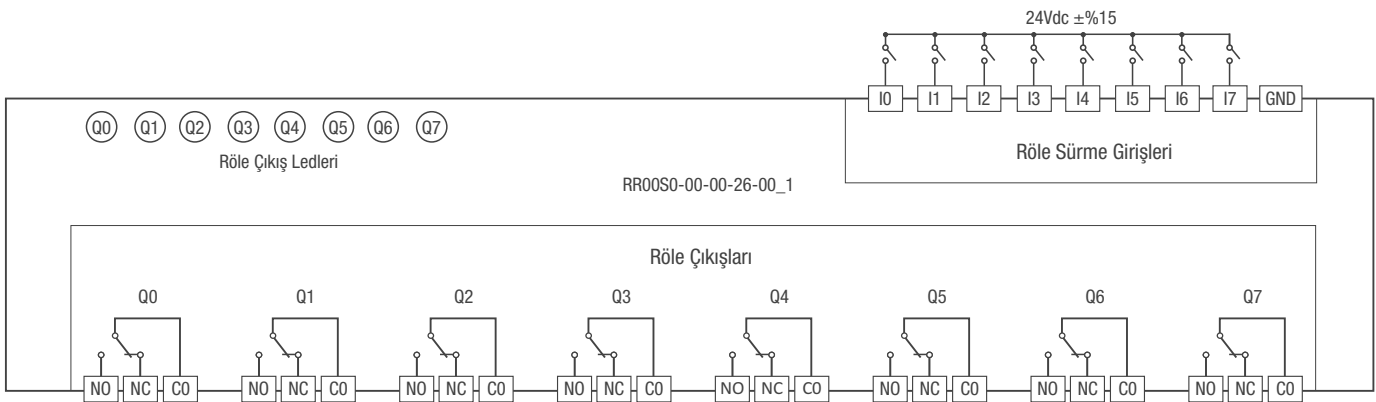 24Vdc ±%15
I0 I1 I2 I3 I4 I5 I6 I7 GND
Q0 Q1 Q2 Q3 Q4 Q5 Q6 Q7
Röle Çıkış Ledleri
Röle Sürme Girişleri
RR00S0-00-00-26-00_1
Röle Çıkışları
Q0 Q1 Q2 Q3 Q4 Q5 Q6 Q7
NO NC C0 NO NC C0 NO NC C0 NO NC C0 NO NC C0 NO NC C0 NO NC C0 NO NC C0